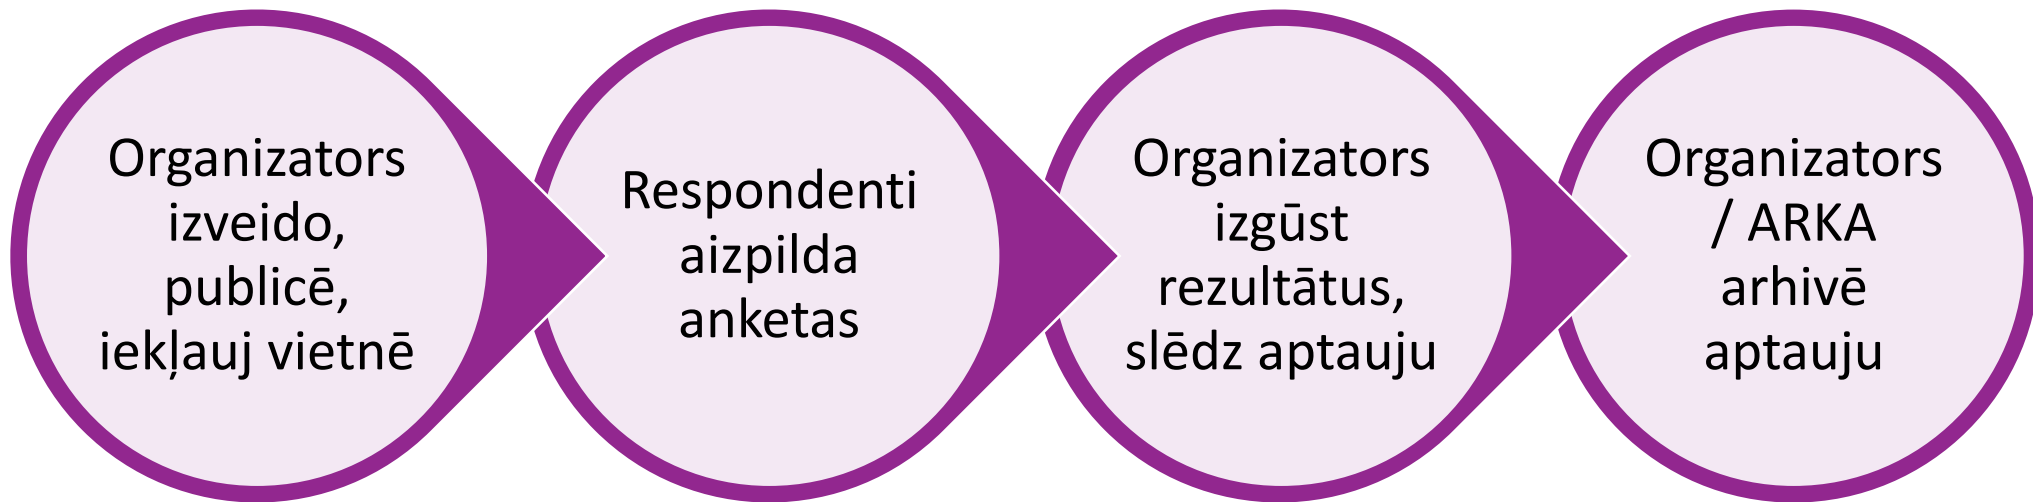 Organizators
izveido,
publicē,
iekļauj vietnē
Respondenti
aizpilda
anketas
Organizators
izgūst
rezultātus,
slēdz aptauju
Organizators
/ ARKA
arhivē
aptauju